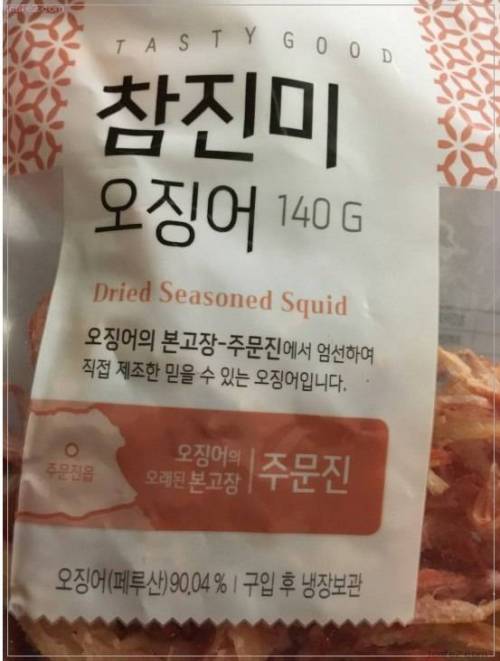 TASTY GOOD
참진미
오징어 140 G
Dried Seasoned Squid
오징어의 본고장-주문진에서 엄선하여
직접 제조한 믿을 수 있는 오징어입니다.
주문진읍
오징어의
오래된 본고장
주문진
오징어(페루산)90.04% | 구입 후 냉장보관